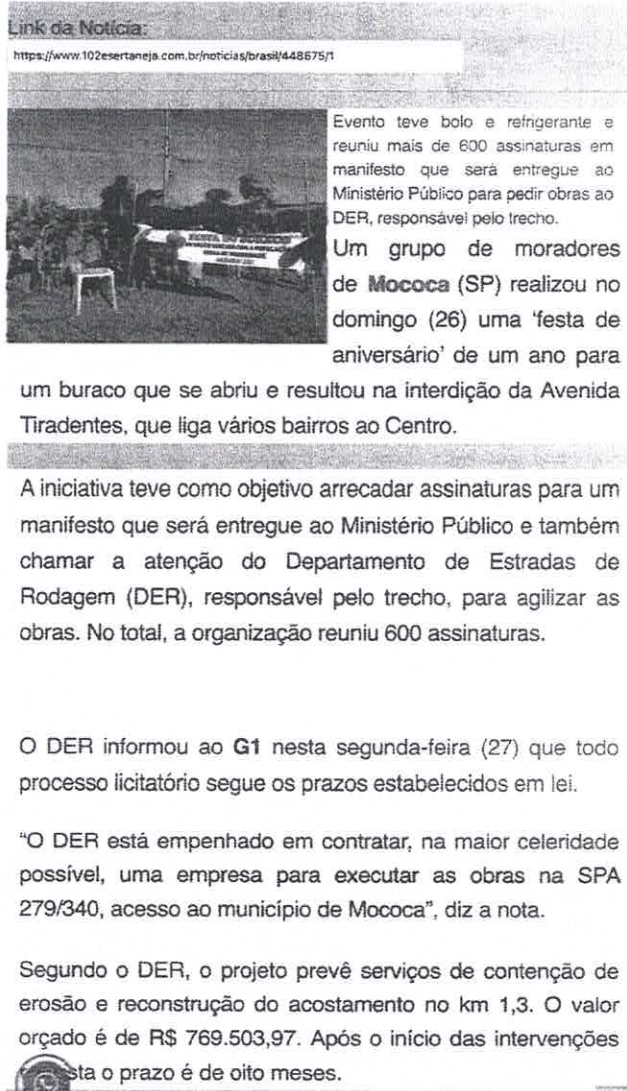 Link da Notícia:
https://www.102esertaneja.com.br/noticias/brasil/448675/1
Evento teve bolo e refrigerante e
reuniu mais de 600 assinaturas em
manifesto que será entregue ao
Ministério Público para pedir obras ao
DER, responsável pelo trecho.
FESTA DO BURACO
Um grupo de moradores
de Mococa (SP) realizou no
domingo (26) uma ‘festa de
aniversário’ de um ano para
um buraco que se abriu e resultou na interdição da Avenida
Tiradentes, que liga vários bairros ao Centro.
A iniciativa teve como objetivo arrecadar assinaturas para um
manifesto que será entregue ao Ministério Público e também
chamar a atenção do Departamento de Estradas de
Rodagem (DER), responsável pelo trecho, para agilizar as
obras. No total, a organização reuniu 600 assinaturas.
O DER informou ao G1 nesta segunda-feira (27) que todo
processo licitatório segue os prazos estabelecidos em lei.
“O DER está empenhado em contratar, na maior celeridade
possível, uma empresa para executar as obras na SPA
279/340, acesso ao município de Mococa”, diz a nota.
Segundo o DER, o projeto prevê serviços de contenção de
erosão e reconstrução do acostamento no km 1,3. O valor
orçado é de R$ 769.503,97. Após o início das intervenções
sta o prazo é de oito meses.